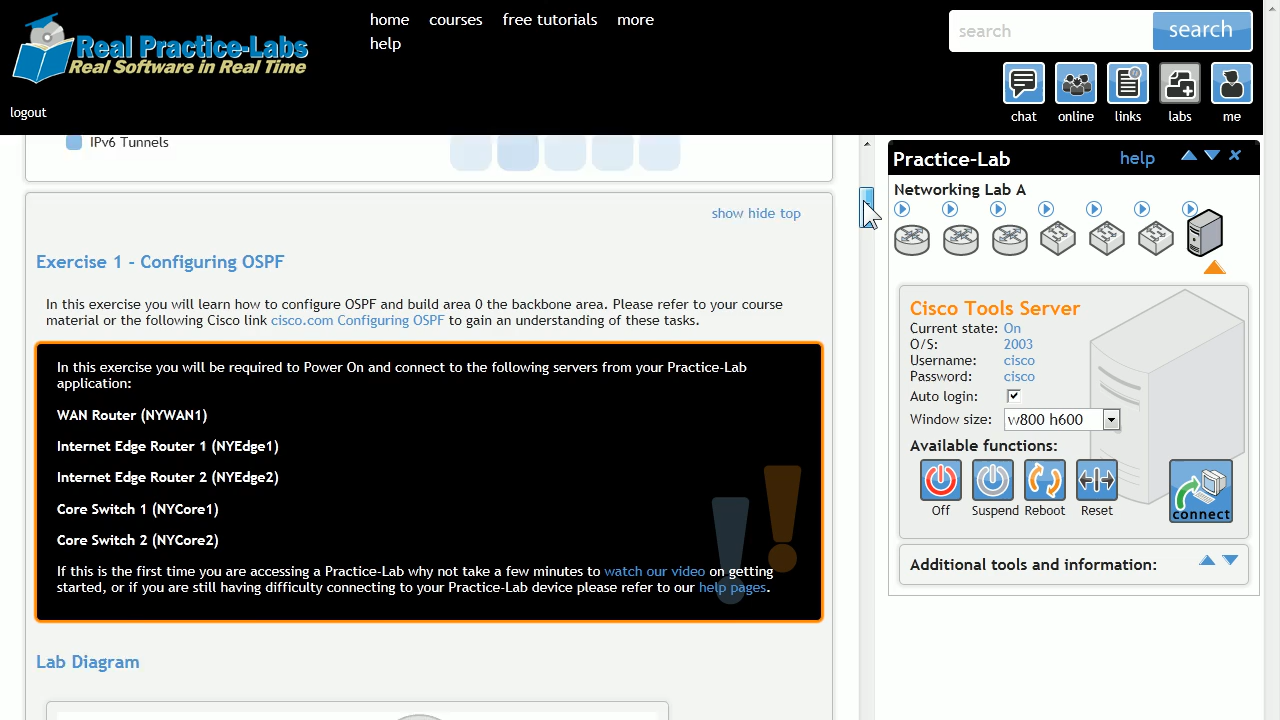 home courses free tutorials more
help
search
search
Real Practice-Labs
Real Software in Real Time
logout
chat online links labs me
IPv6 Tunnels
show hide top
Exercise 1 - Configuring OSPF
In this exercise you will learn how to configure OSPF and build area 0 the backbone area. Please refer to your course
material or the following Cisco link cisco.com Configuring OSPF to gain an understanding of these tasks.
In this exercise you will be required to Power On and connect to the following servers from your Practice-Lab
application:
WAN Router (NYWAN1)
Internet Edge Router 1 (NYEdge1)
Internet Edge Router 2 (NYEdge2)
Core Switch 1 (NYCore1)
Core Switch 2 (NYCore2)
If this is the first time you are accessing a Practice-Lab why not take a few minutes to watch our video on getting
started, or if you are still having difficulty connecting to your Practice-Lab device please refer to our help pages.
Lab Diagram
Practice-Lab help
Networking Lab A
Cisco Tools Server
Current state: On
O/S: 2003
Username: cisco
Password: cisco
Auto login:
Window size: w800 h600
Available functions:
Off Suspend Reboot Reset
connect
Additional tools and information: